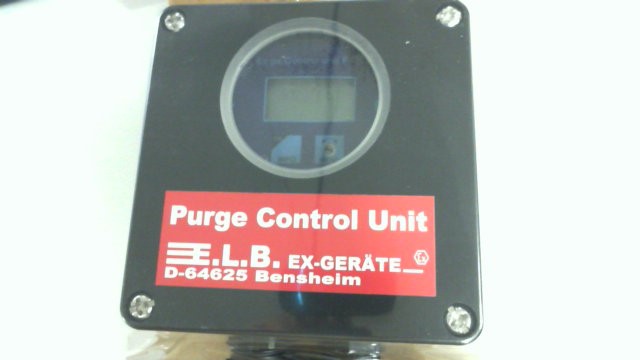 Purge Control Unit
E.L.B. EX-GERÄTE
D-64625 Bensheim